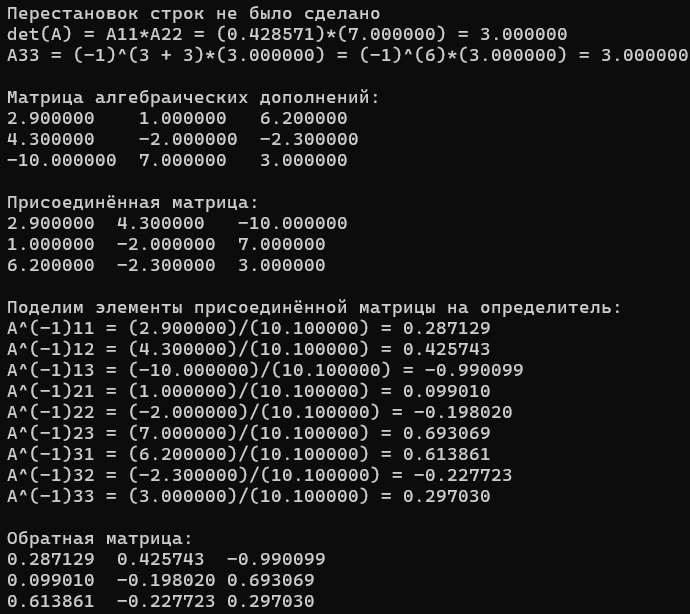 Перестановок строк не было сделано
det(A) = A11*A22 = (0.428571)*(7.000000) = 3.000000
A33 = (-1)^(3 + 3)*(3.000000) = (-1)^(6)*(3.000000) = 3.000000
Матрица алгебраических дополнений:
2.900000 1.000000 6.200000
4.300000 -2.000000 -2.300000
-10.000000 7.000000 3.000000
Присоединённая матрица:
2.900000 4.300000 -10.000000
1.000000 -2.000000 7.000000
6.200000 -2.300000 3.000000
Поделим элементы присоединённой матрицы на определитель:
A^(-1)11 = (2.900000)/(10.100000) = 0.287129
A^(-1)12 = (4.300000)/(10.100000) = 0.425743
A^(-1)13 = (-10.000000)/(10.100000) = -0.990099
A^(-1)21 = (1.000000)/(10.100000) = 0.099010
A^(-1)22 = (-2.000000)/(10.100000) = -0.198020
A^(-1)23 = (7.000000)/(10.100000) = 0.693069
A^(-1)31 = (6.200000)/(10.100000) = 0.613861
A^(-1)32 = (-2.300000)/(10.100000) = -0.227723
A^(-1)33 = (3.000000)/(10.100000) = 0.297030
Обратная матрица:
0.287129 0.425743 -0.990099
0.099010 -0.198020 0.693069
0.613861 -0.227723 0.297030